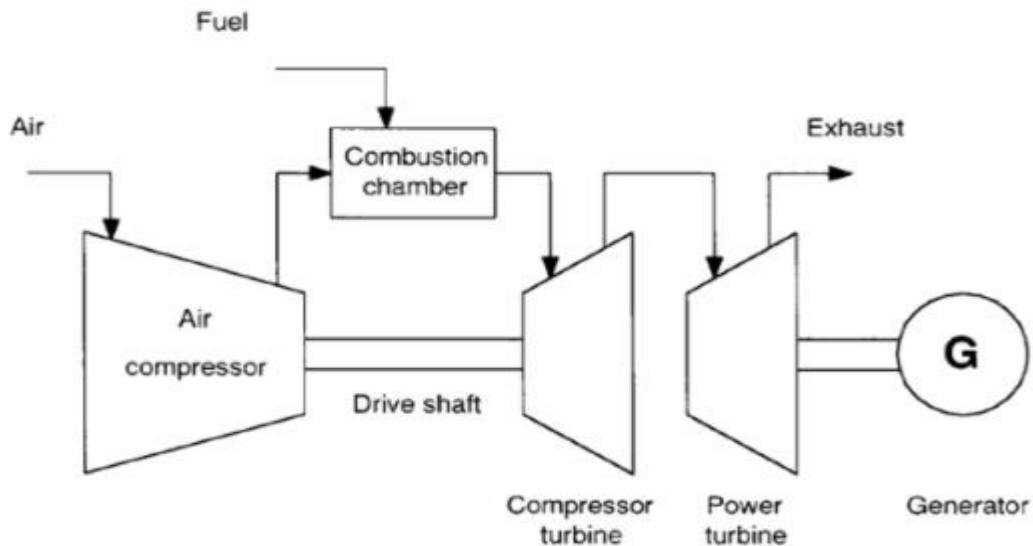 Fuel
Air
Exhaust
Combustion
chamber
Air
compressor
G
Drive shaft
Compressor
turbine
Power
turbine
Generator